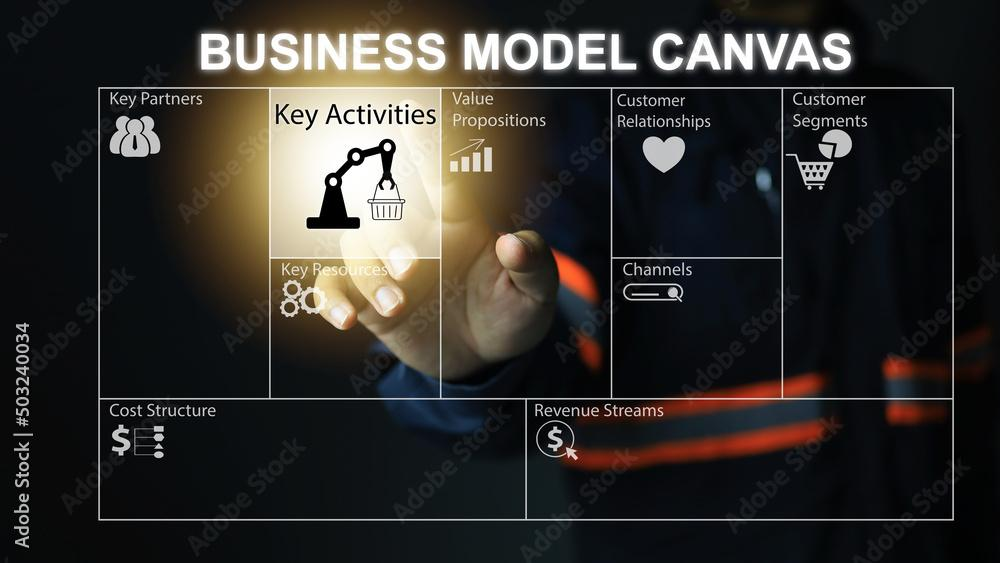 BUSINESS MODEL CANVAS
Key Partners
Key Activities
Value
Propositions
Customer
Relationships
Customer
Segments
Key Resources
Channels
Cost Structure
Revenue Streams
$
$
Adobe Stock | #503240034